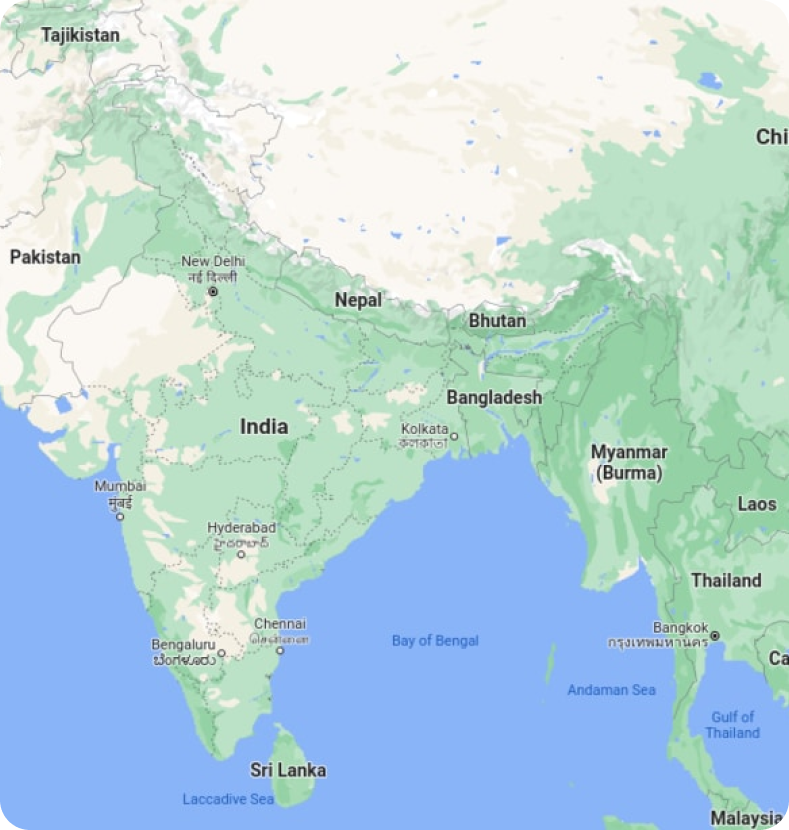 Tajikistan
Chi
Pakistan
New Delhi
नई दिल्ली
Nepal
Bhutan
Bangladesh
India
Kolkata
কলকাতা
Myanmar
(Burma)
Mumbai
मुंबई
Laos
Hyderabad
హైదరాబాద్
Thailand
Chennai
சென்னை
Bangkok
กรุงเทพมหานคร
Bay of Bengal
Bengaluru
ಬೆಂಗಳೂರು
Ca
Andaman Sea
Gulf of
Thailand
Sri Lanka
Laccadive Sea
Malaysia